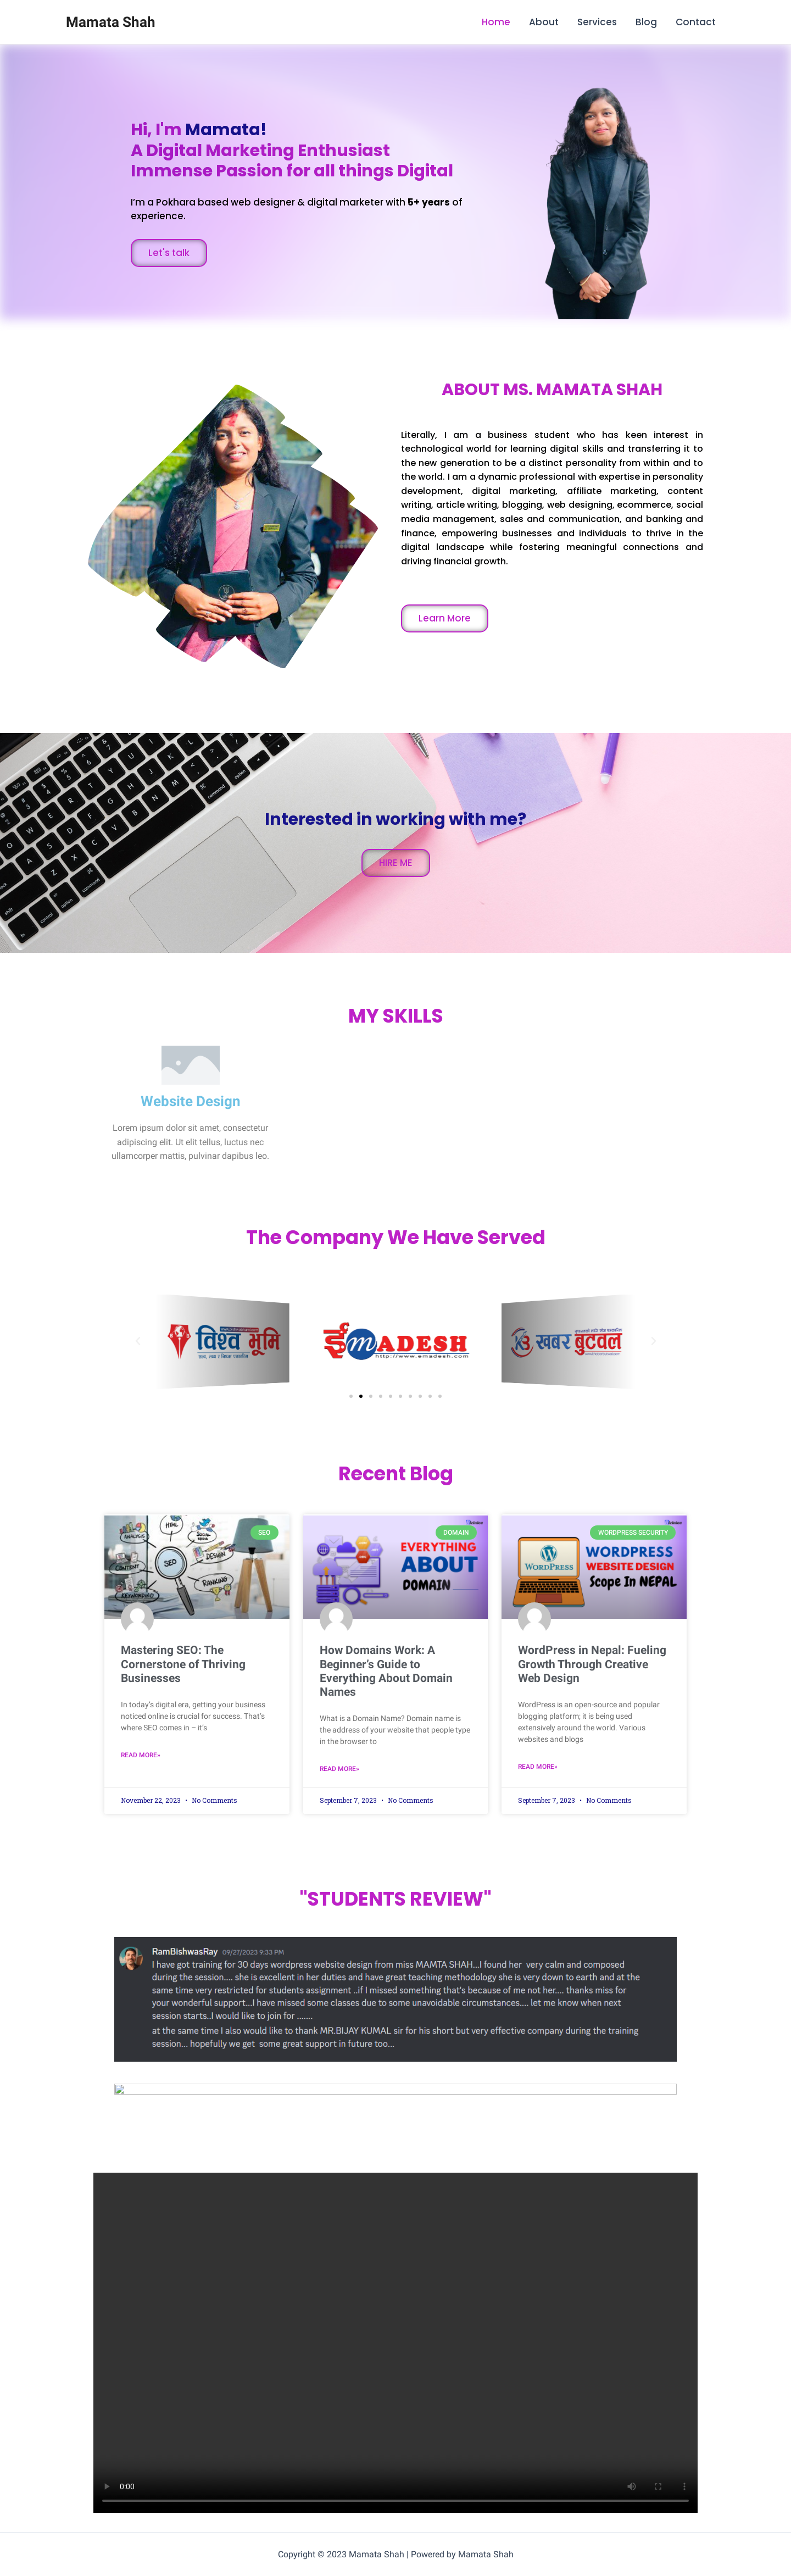 Mamata Shah
Home
About
Services
Blog
Contact
Hi, I'm Mamata!
A Digital Marketing Enthusiast
Immense Passion for all things Digital
I'm a Pokhara based web designer & digital marketer with 5+ years of
experience.
Let's talk
ABOUT MS. MAMATA SHAH
Literally, I am a business student who has keen interest in
technological world for learning digital skills and transferring it to
the new generation to be a distinct personality from within and to
the world. I am a dynamic professional with expertise in personality
development, digital marketing, affiliate marketing, content
writing, article writing, blogging, web designing, ecommerce, social
media management, sales and communication, and banking and
finance, empowering businesses and individuals to thrive in the
digital landscape while fostering meaningful connections and
driving financial growth.
Learn More
Interested in working with me?
HIRE ME
MY SKILLS
Website Design
Lorem ipsum dolor sit amet, consectetur
adipiscing elit. Ut elit tellus, luctus nec
ullamcorper mattis, pulvinar dapibus leo.
The Company We Have Served
विश्व भूमि
ई mADESH
http://www.emadesh.com
खबर बुटवल
Recent Blog
SEO
HTML
ANALYSIS
SEO
DESIGN
RANKING
CONTENT
Mastering SEO: The
Cornerstone of Thriving
Businesses
In today's digital era, getting your business
noticed online is crucial for success. That's
where SEO comes in – it's
READ MORE»
November 22, 2023 • No Comments
DOMAIN
EVERYTHING
ABOUT
DOMAIN
How Domains Work: A
Beginner's Guide to
Everything About Domain
Names
What is a Domain Name? Domain name is
the address of your website that people type
in the browser to
READ MORE»
September 7, 2023 • No Comments
WORDPRESS SECURITY
WORDPRESS
WORDPRESS
WEBSITE DESIGN
Scope In NEPAL
WordPress in Nepal: Fueling
Growth Through Creative
Web Design
WordPress is an open-source and popular
blogging platform; it is being used
extensively around the world. Various
websites and blogs
READ MORE»
September 7, 2023 • No Comments
"STUDENTS REVIEW"
RamBishwasRay 09/27/2023 9:33 PM
I have got training for 30 days wordpress website design from miss MAMTA SHAH...I found her very calm and composed
during the session.... she is excellent in her duties and have great teaching methodology she is very down to earth and at the
same time very restricted for students assignment ..if I missed something that's because of me not her.... thanks miss for
your wonderful support...I have missed some classes due to some unavoidable circumstances.... let me know when next
session starts..I would like to join for .......
at the same time I also would like to thank MR.BIJAY KUMAL sir for his short but very effective company during the training
session... hopefully we get some great support in future too...
0:00
Copyright © 2023 Mamata Shah | Powered by Mamata Shah